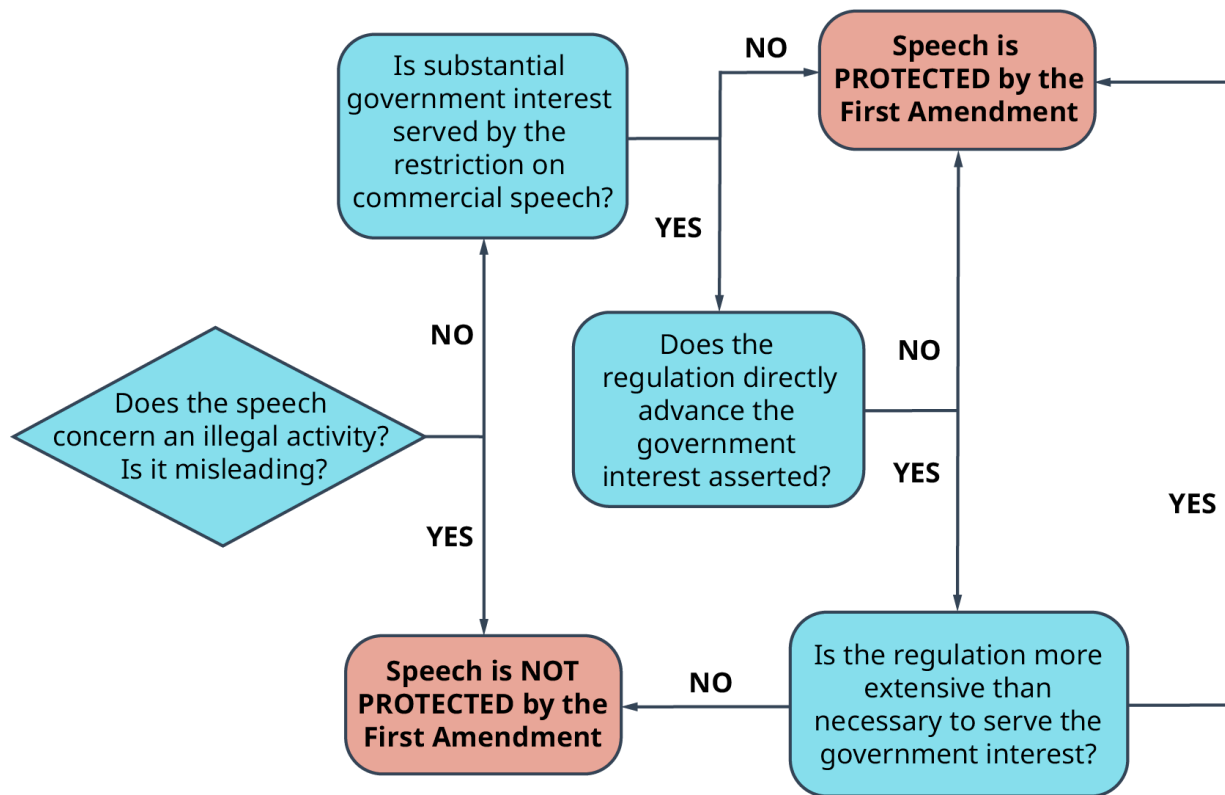 Is substantial
government interest
served by the
restriction on
commercial speech?
NO
Speech is
PROTECTED by the
First Amendment
YES
NO
Does the speech
concern an illegal activity?
Is it misleading?
YES
Does the
regulation directly
advance the
government
interest asserted?
NO
YES
YES
Speech is NOT
PROTECTED by the
First Amendment
NO
Is the regulation more
extensive than
necessary to serve the
government interest?